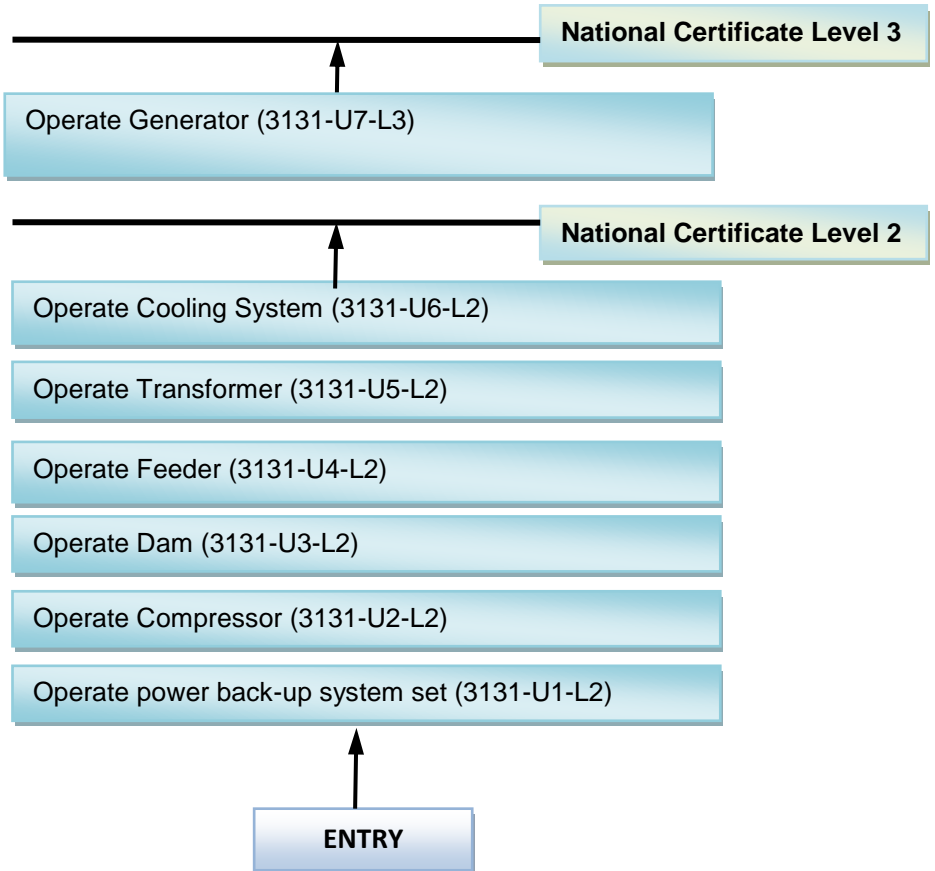 National Certificate Level 3
Operate Generator (3131-U7-L3)
National Certificate Level 2
Operate Cooling System (3131-U6-L2)
Operate Transformer (3131-U5-L2)
Operate Feeder (3131-U4-L2)
Operate Dam (3131-U3-L2)
Operate Compressor (3131-U2-L2)
Operate power back-up system set (3131-U1-L2)
ENTRY